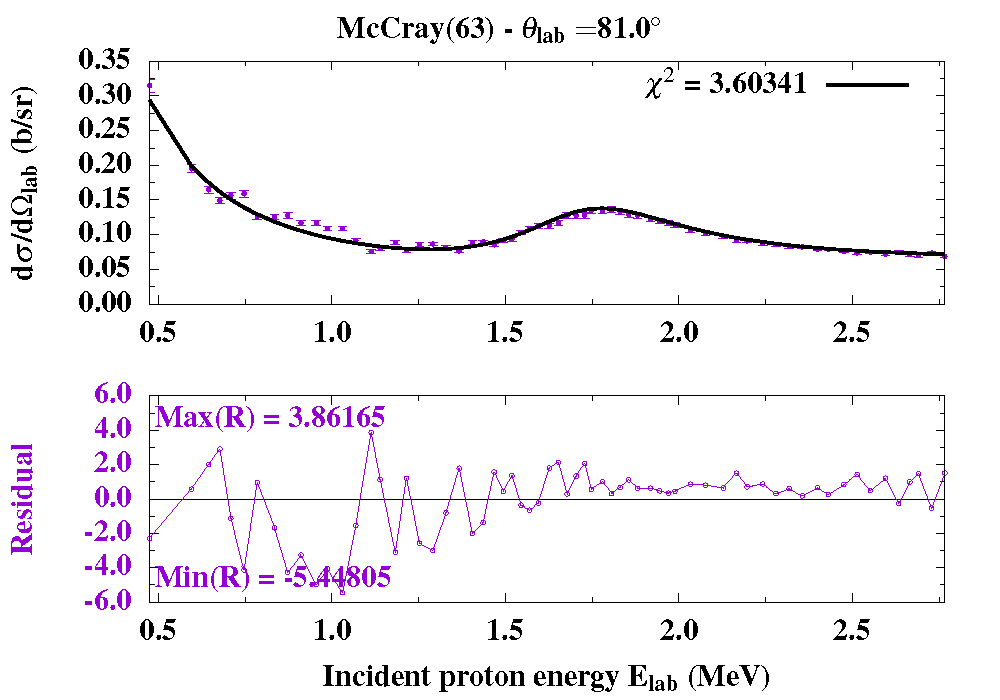 McCray(63) - θlab =81.0°
χ² = 3.60341
dσ/dΩlab (b/sr)
0.35
0.30
0.25
0.20
0.15
0.10
0.05
0.00
0.5 1.0 1.5 2.0 2.5
Residual
6.0
4.0
2.0
0.0
-2.0
-4.0
-6.0
Max(R) = 3.86165
Min(R) = -5.44805
0.5 1.0 1.5 2.0 2.5
Incident proton energy Elab (MeV)